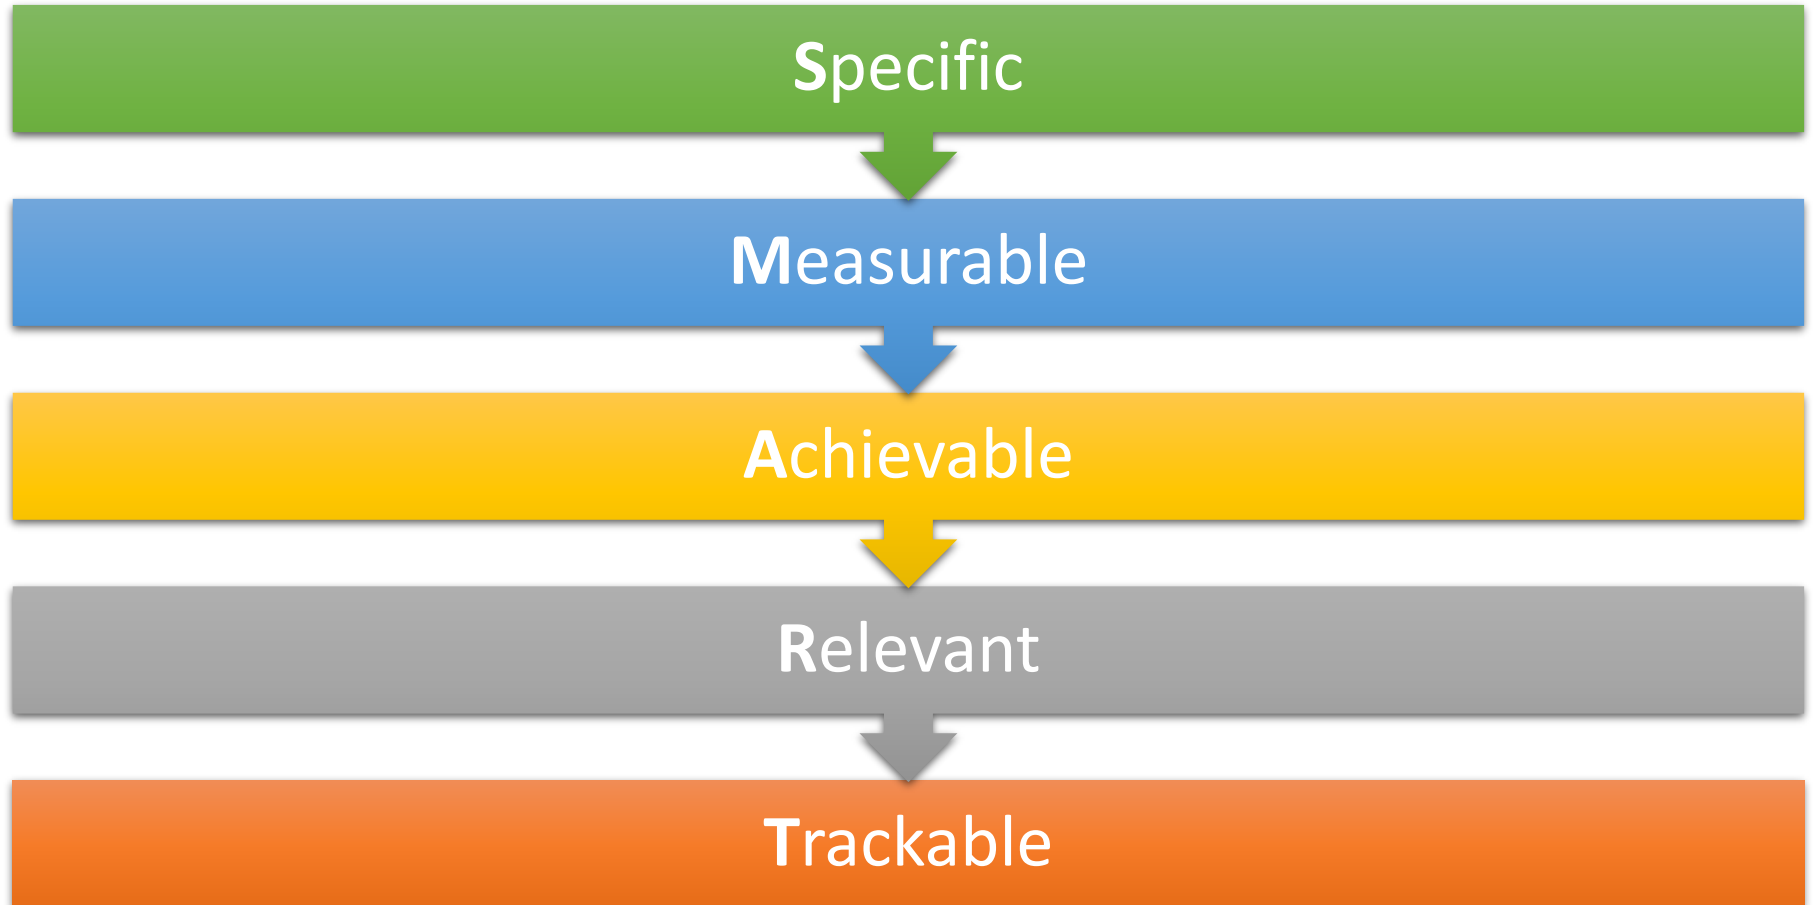 Specific
Measurable
Achievable
Relevant
Trackable